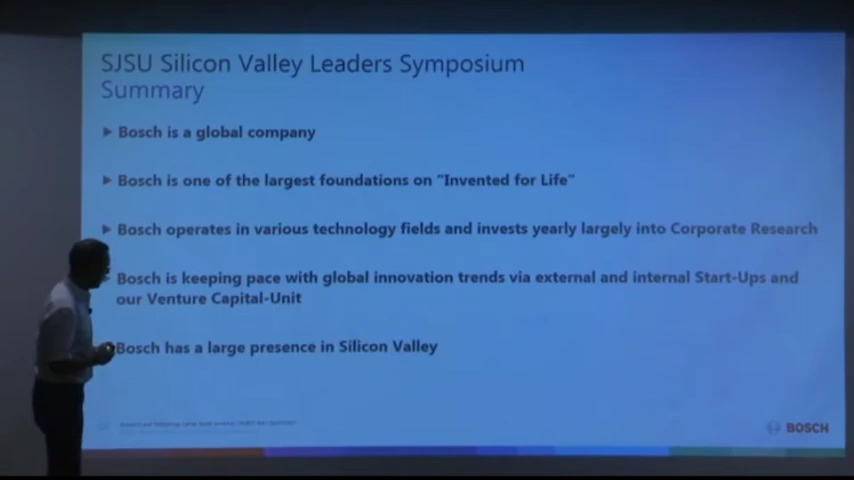 SJSU Silicon Valley Leaders Symposium
Summary
Bosch is a global company
Bosch is one of the largest foundations on "Invented for Life"
Bosch operates in various technology fields and invests yearly largely into Corporate Research
Bosch is keeping pace with global innovation trends via external and internal Start-Ups and
our Venture Capital-Unit
Bosch has a large presence in Silicon Valley
BOSCH